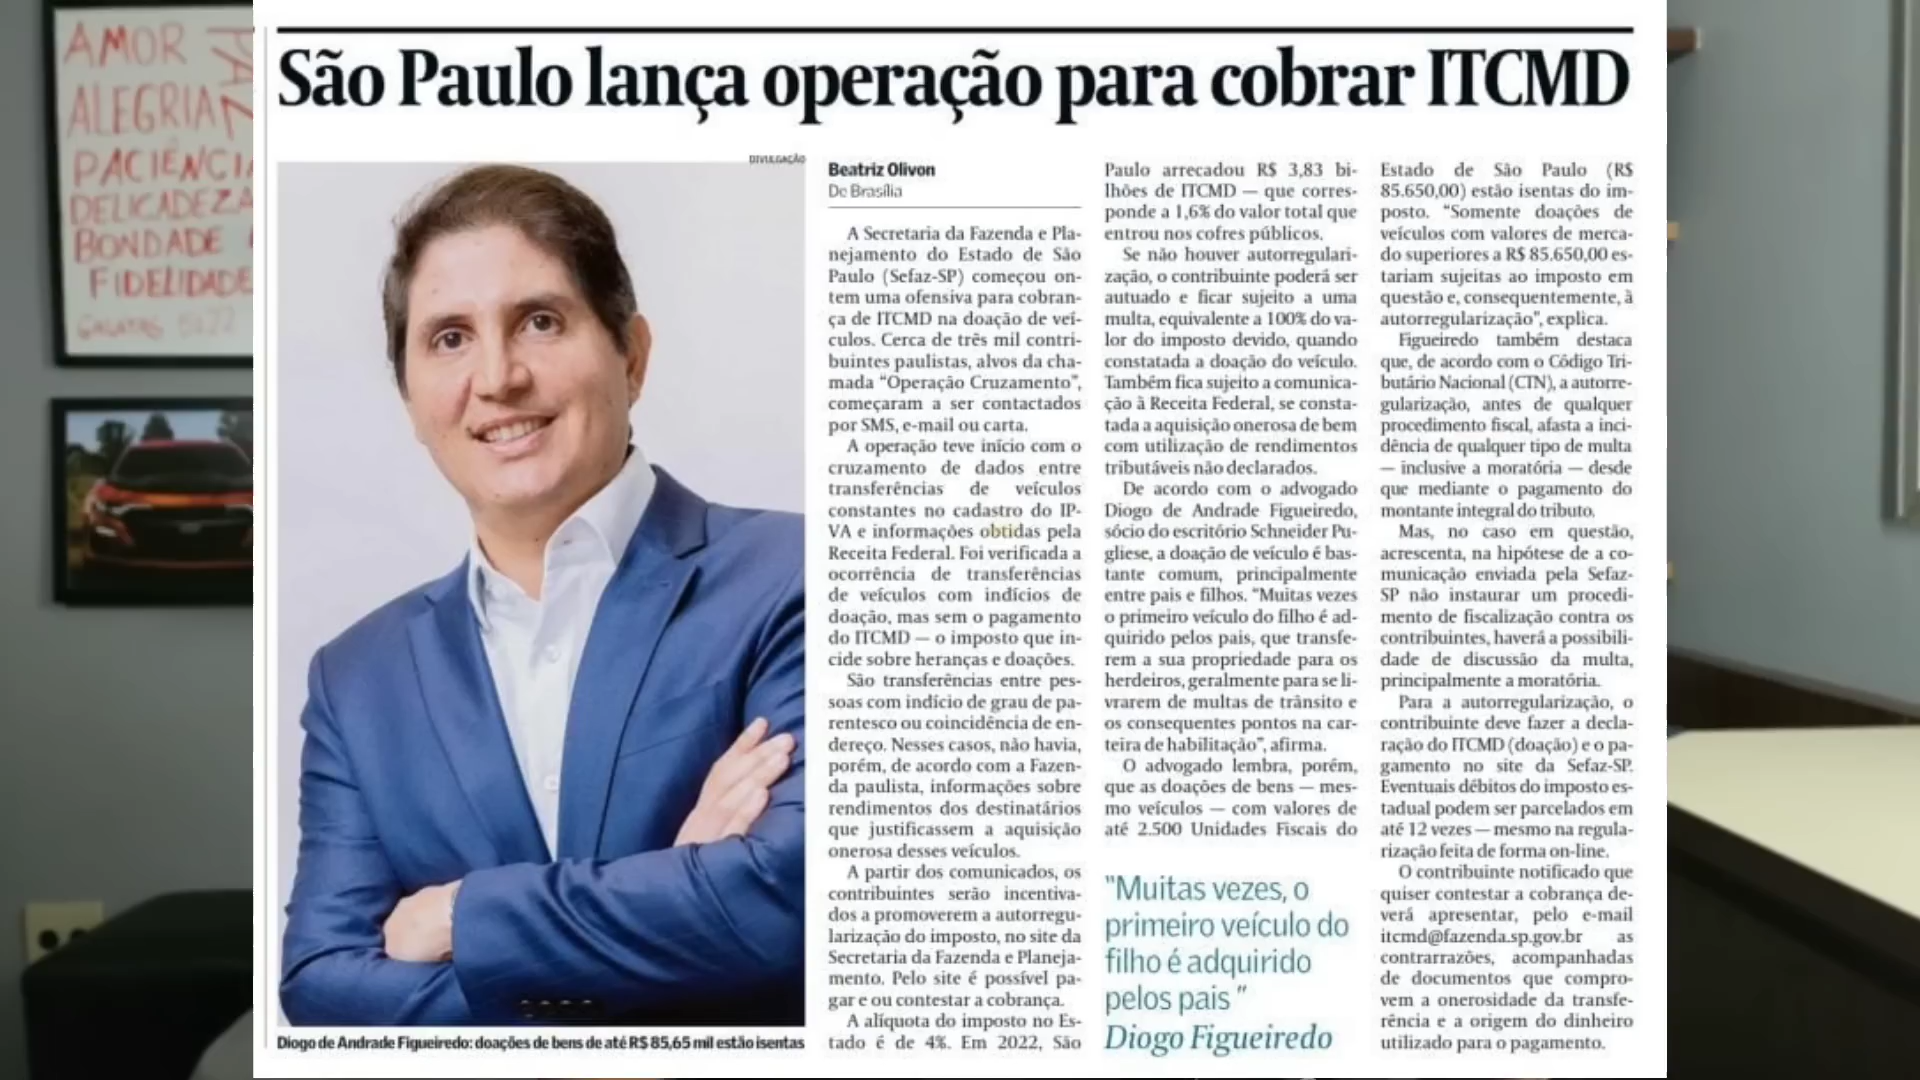 AMOR
ALEGRIA
PACIÊNCI
DELICADEZA
BONDADE
FIDELIDADE
GALATAS 5:22
São Paulo lança operação para cobrar ITCMD
DIVULGAÇÃO
Diogo de Andrade Figueiredo: doações de bens de até R$ 85,65 mil estão isentas
Beatriz Olivon
De Brasília
A Secretaria da Fazenda e Pla-
nejamento do Estado de São
Paulo (Sefaz-SP) começou on-
tem uma ofensiva para cobran-
ça de ITCMD na doação de veí-
culos. Cerca de três mil contri-
buintes paulistas, alvos da cha-
mada “Operação Cruzamento”,
começaram a ser contactados
por SMS, e-mail ou carta.
A operação teve início com o
cruzamento de dados entre
transferências de veículos
constantes no cadastro do IP-
VA e informações obtidas pela
Receita Federal. Foi verificada a
ocorrência de transferências
de veículos com indícios de
doação, mas sem o pagamento
do ITCMD — o imposto que in-
cide sobre heranças e doações.
São transferências entre pes-
soas com indício de grau de pa-
rentesco ou coincidência de en-
dereço. Nesses casos, não havia,
porém, de acordo com a Fazen-
da paulista, informações sobre
rendimentos dos destinatários
que justificassem a aquisição
onerosa desses veículos.
A partir dos comunicados, os
contribuintes serão incentiva-
dos a promoverem a autorregu-
larização do imposto, no site da
Secretaria da Fazenda e Planeja-
mento. Pelo site é possível pa-
gar e ou contestar a cobrança.
A alíquota do imposto no Es-
tado é de 4%. Em 2022, São
Paulo arrecadou R$ 3,83 bi-
lhões de ITCMD — que corres-
ponde a 1,6% do valor total que
entrou nos cofres públicos.
Se não houver autorregulari-
zação, o contribuinte poderá ser
autuado e ficar sujeito a uma
multa, equivalente a 100% do va-
lor do imposto devido, quando
constatada a doação do veículo.
Também fica sujeito a comunica-
ção à Receita Federal, se consta-
tada a aquisição onerosa de bem
com utilização de rendimentos
tributáveis não declarados.
De acordo com o advogado
Diogo de Andrade Figueiredo,
sócio do escritório Schneider Pu-
gliese, a doação de veículo é bas-
tante comum, principalmente
entre pais e filhos. “Muitas vezes
o primeiro veículo do filho é ad-
quirido pelos pais, que transfe-
rem a sua propriedade para os
herdeiros, geralmente para se li-
vrarem de multas de trânsito e
os consequentes pontos na car-
teira de habilitação”, afirma.
O advogado lembra, porém,
que as doações de bens — mes-
mo veículos — com valores de
até 2.500 Unidades Fiscais do
"Muitas vezes, o
primeiro veículo do
filho é adquirido
pelos pais"
Diogo Figueiredo
Estado de São Paulo (R$
85.650,00) estão isentas do im-
posto. “Somente doações de
veículos com valores de merca-
do superiores a R$ 85.650,00 es-
tariam sujeitas ao imposto em
questão e, consequentemente, à
autorregularização”, explica.
Figueiredo também destaca
que, de acordo com o Código Tri-
butário Nacional (CTN), a autorre-
gularização, antes de qualquer
procedimento fiscal, afasta a inci-
dência de qualquer tipo de multa
— inclusive a moratória — desde
que mediante o pagamento do
montante integral do tributo.
Mas, no caso em questão,
acrescenta, na hipótese de a co-
municação enviada pela Sefaz-
SP não instaurar um procedi-
mento de fiscalização contra os
contribuintes, haverá a possibili-
dade de discussão da multa,
principalmente a moratória.
Para a autorregularização, o
contribuinte deve fazer a decla-
ração do ITCMD (doação) e o pa-
gamento no site da Sefaz-SP.
Eventuais débitos do imposto es-
tadual podem ser parcelados em
até 12 vezes — mesmo na regula-
rização feita de forma on-line.
O contribuinte notificado que
quiser contestar a cobrança de-
verá apresentar, pelo e-mail
itcmd@fazenda.sp.gov.br as
contrarrazões, acompanhadas
de documentos que compro-
vem a onerosidade da transfe-
rência e a origem do dinheiro
utilizado para o pagamento.